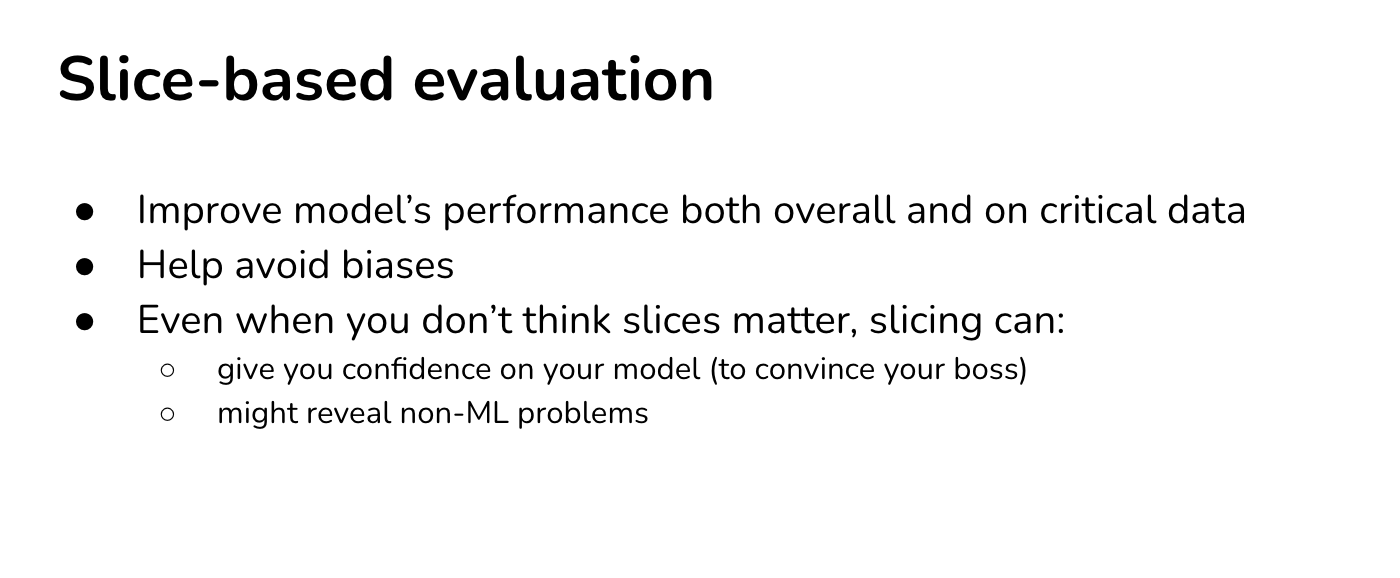 Slice-based evaluation
● Improve model’s performance both overall and on critical data
● Help avoid biases
● Even when you don’t think slices matter, slicing can:
○ give you confidence on your model (to convince your boss)
○ might reveal non-ML problems